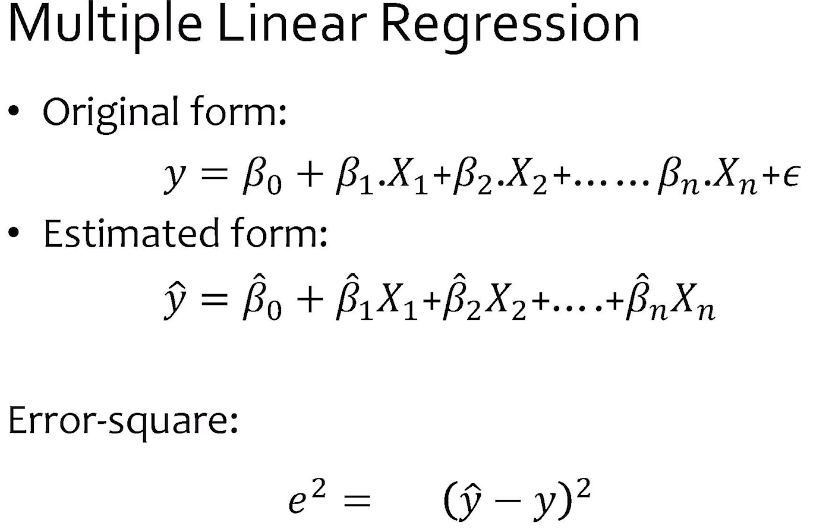 Multiple Linear Regression
• Original form:
y = β₀ + β₁.X₁+β₂.X₂+…… βₙ.Xₙ+ϵ
• Estimated form:
ŷ = β̂₀ + β̂₁X₁+β̂₂X₂+….+β̂ₙXₙ
Error-square:
e² = (ŷ − y)²